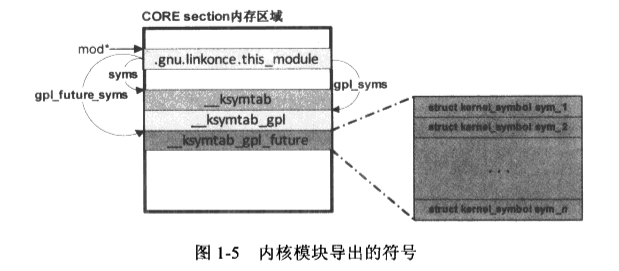 CORE section内存区域
mod*
.gnu.linkonce.this_module
syms
gpl_syms
gpl_future_syms
__ksymtab
__ksymtab_gpl
__ksymtab_gpl_future
struct kernel_symbol sym_1
struct kernel_symbol sym_2
. . .
struct kernel_symbol sym_n
图 1-5 内核模块导出的符号